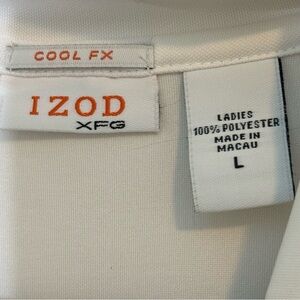 COOL FX
IZOD
XFG
LADIES
100% POLYESTER
MADE IN
MACAU
L